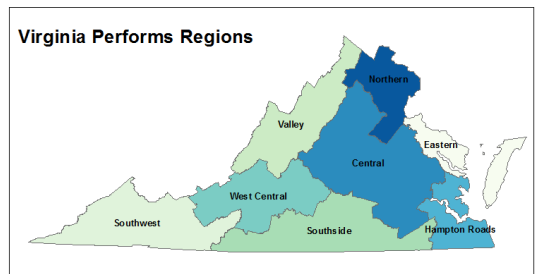 Virginia Performs Regions
Northern
Valley
Eastern
Central
West Central
Southwest
Southside
Hampton Roads